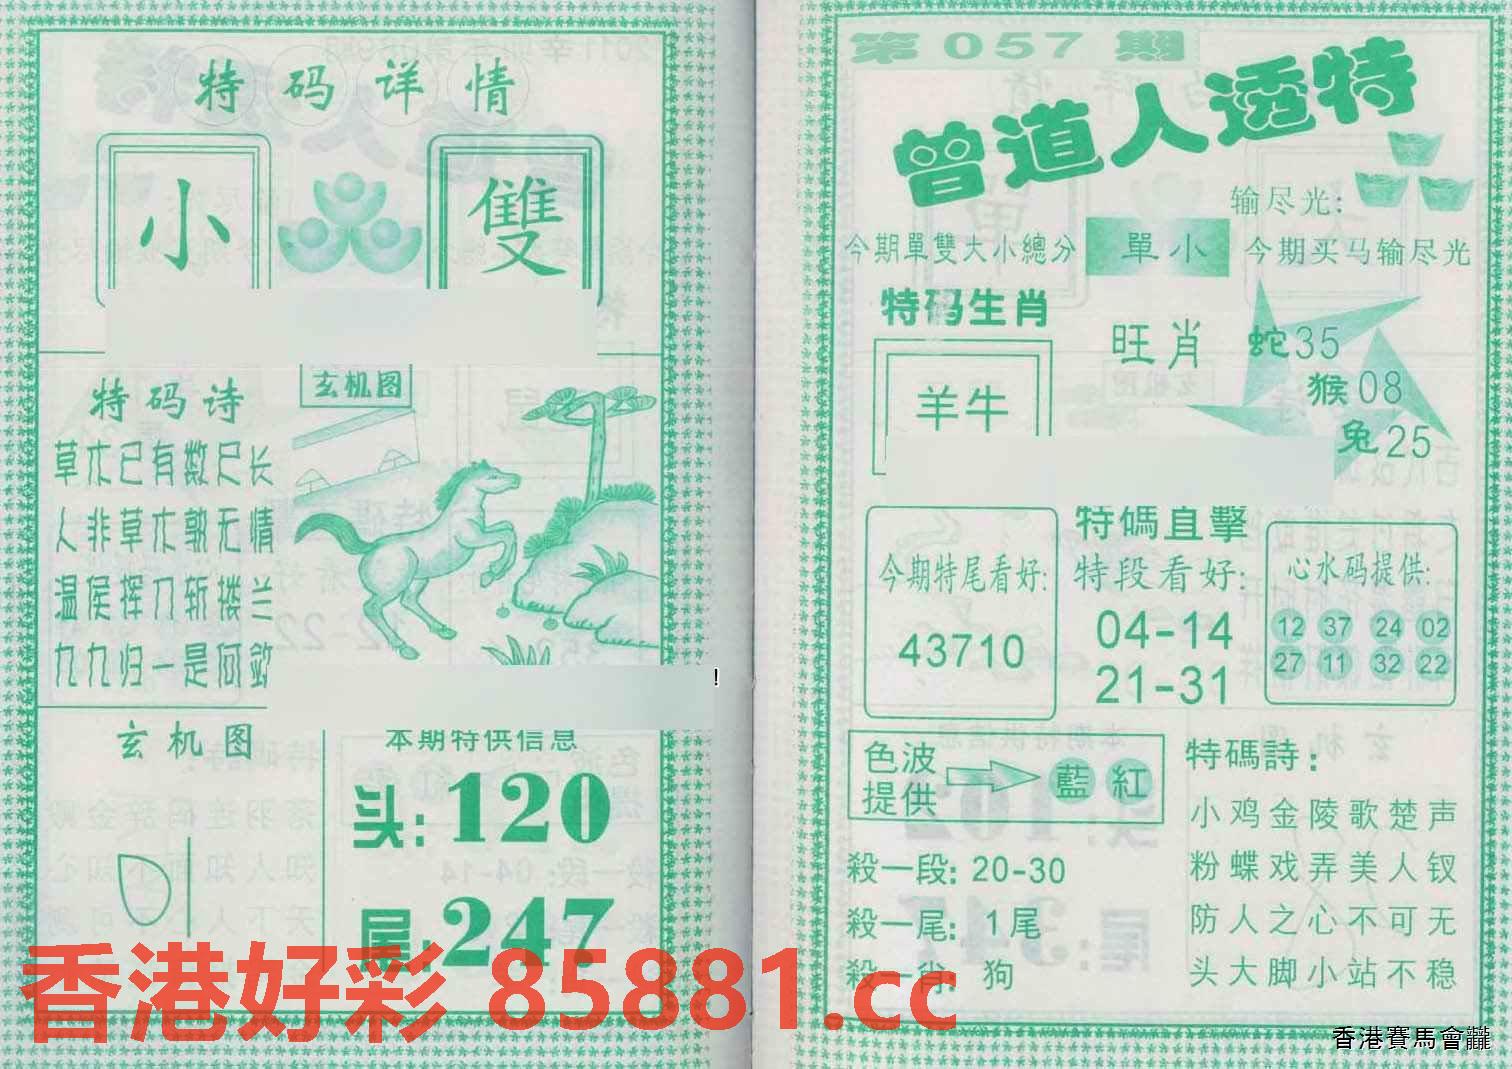 特码详情
小
雙
特码诗
草木已有数尺长
人非草木孰无情
温侯挥刀斩楼兰
九九归一是何欲
玄机图
!
玄机图
本期特供信息
头:120
尾:247
第057期
曾道人透特
输尽光:
今期買馬输尽光
今期單雙大小總分
單小
特码生肖
羊牛
旺肖
蛇35
猴08
兔25
今期特尾看好:
43710
特碼直擊
特段看好:
04-14
21-31
心水码提供:
12 37 24 02
27 11 32 22
色波
提供
藍 紅
殺一段: 20-30
殺一尾: 1尾
殺一肖: 狗
特碼詩:
小鸡金陵歌楚声
粉蝶戏弄美人钗
防人之心不可无
头大脚小站不稳
香港好彩 85881.cc
香港賽馬會